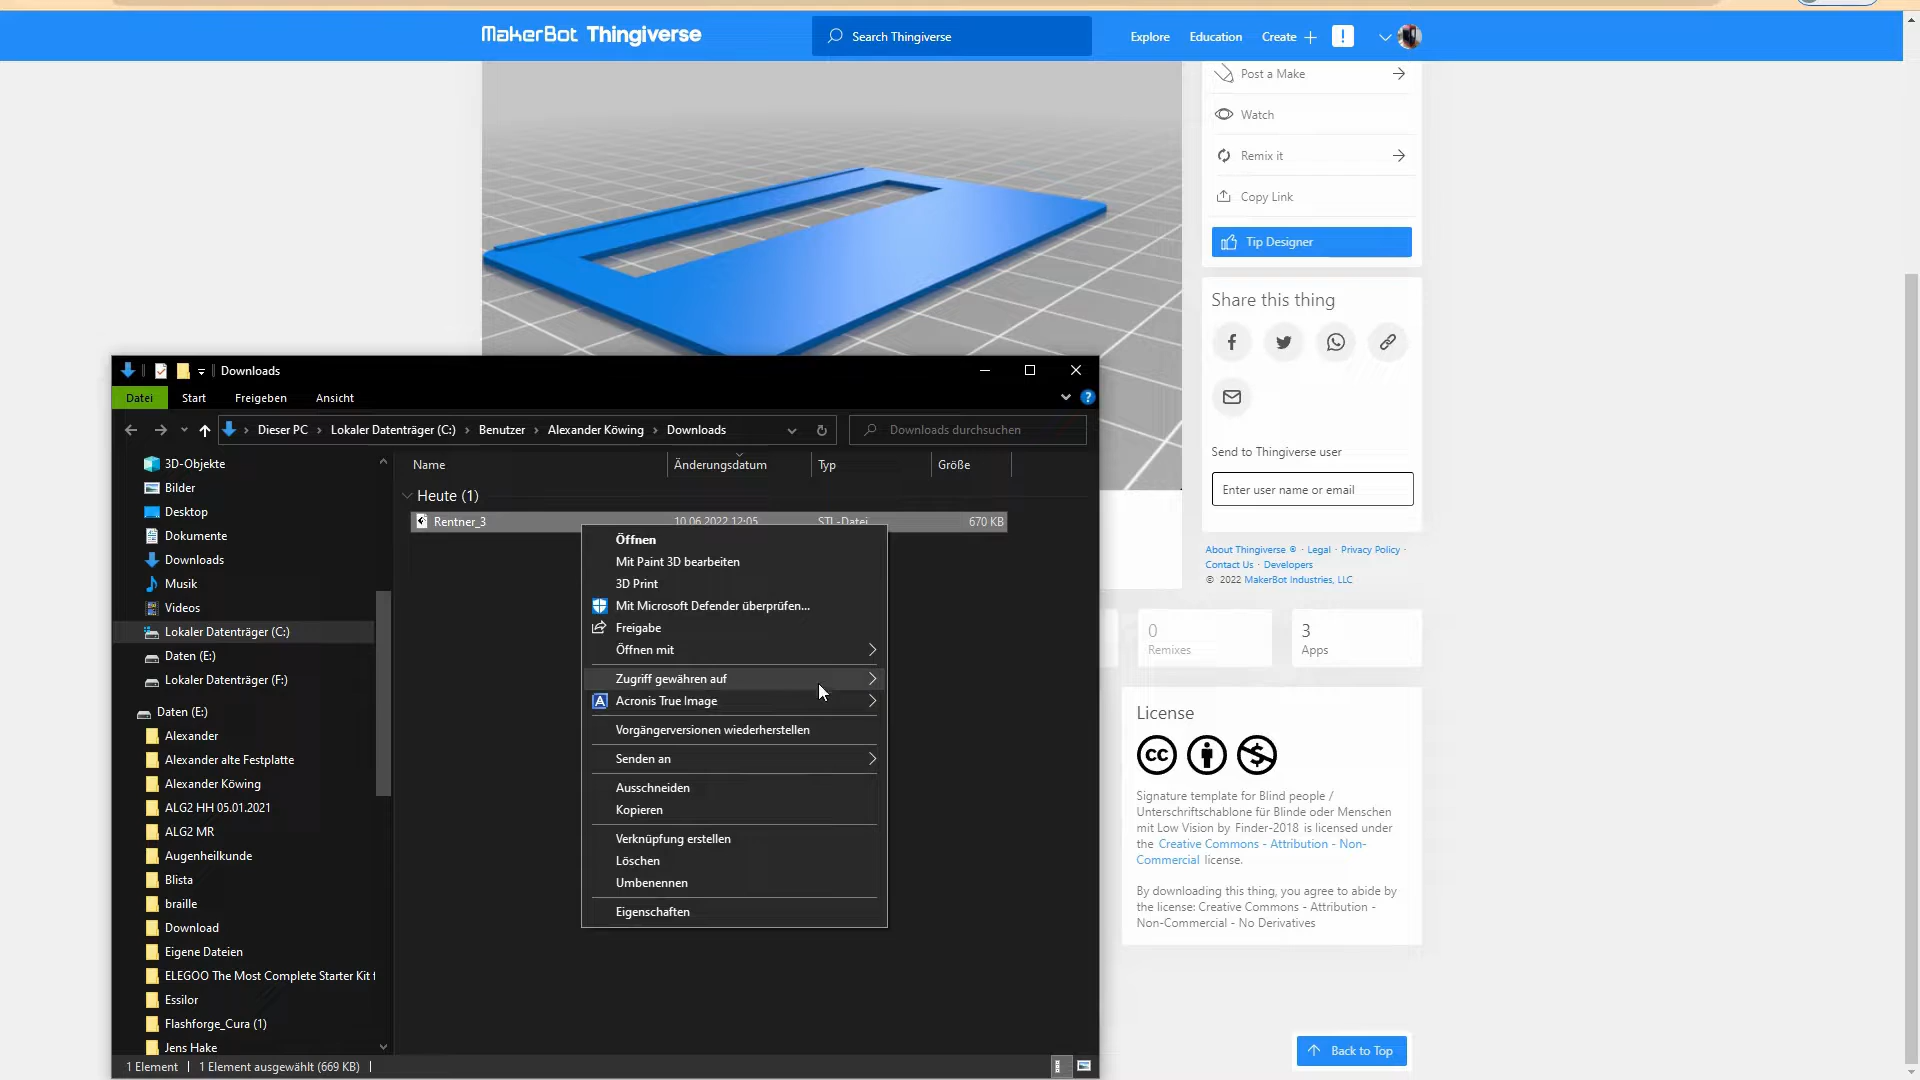 MakerBot Thingiverse
Search Thingiverse
Explore
Education
Create
Post a Make
Watch
Remix it
Copy Link
Tip Designer
Share this thing
Send to Thingiverse user
Enter user name or email
About Thingiverse ® · Legal · Privacy Policy ·
Contact Us · Developers
© 2022 MakerBot Industries, LLC
0
Remixes
3
Apps
License
Signature template for Blind people /
Unterschriftschablone für Blinde oder Menschen
mit Low Vision by Finder-2018 is licensed under
the Creative Commons - Attribution - Non-
Commercial license.
By downloading this thing, you agree to abide by
the license: Creative Commons - Attribution -
Non-Commercial - No Derivatives
Back to Top
Downloads
Datei
Start
Freigeben
Ansicht
Dieser PC
Lokaler Datenträger (C:)
Benutzer
Alexander Köwing
Downloads
Downloads durchsuchen
3D-Objekte
Bilder
Desktop
Dokumente
Downloads
Musik
Videos
Lokaler Datenträger (C:)
Daten (E:)
Lokaler Datenträger (F:)
Daten (E:)
Alexander
Alexander alte Festplatte
Alexander Köwing
ALG2 HH 05.01.2021
ALG2 MR
Augenheilkunde
Blista
braille
Download
Eigene Dateien
ELEGOO The Most Complete Starter Kit
Essilor
Flashforge_Cura (1)
Jens Hake
Name
Änderungsdatum
Typ
Größe
Heute (1)
Rentner_3
10.06.2022 12:05
STL-Datei
670 KB
Öffnen
Mit Paint 3D bearbeiten
3D Print
Mit Microsoft Defender überprüfen...
Freigabe
Öffnen mit
Zugriff gewähren auf
Acronis True Image
Vorgängerversionen wiederherstellen
Senden an
Ausschneiden
Kopieren
Verknüpfung erstellen
Löschen
Umbenennen
Eigenschaften
1 Element
1 Element ausgewählt (669 KB)